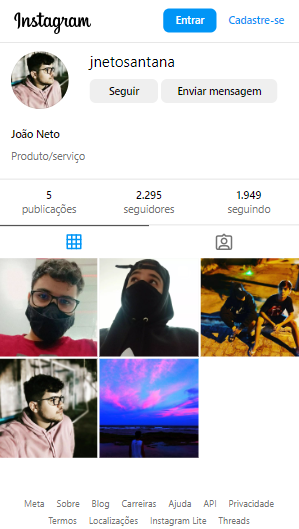 Instagram
Entrar Cadastre-se
jnetosantana
Seguir Enviar mensagem
João Neto
Produto/serviço
5 2.295 1.949
publicações seguidores seguindo
Meta Sobre Blog Carreiras Ajuda API Privacidade
Termos Localizações Instagram Lite Threads